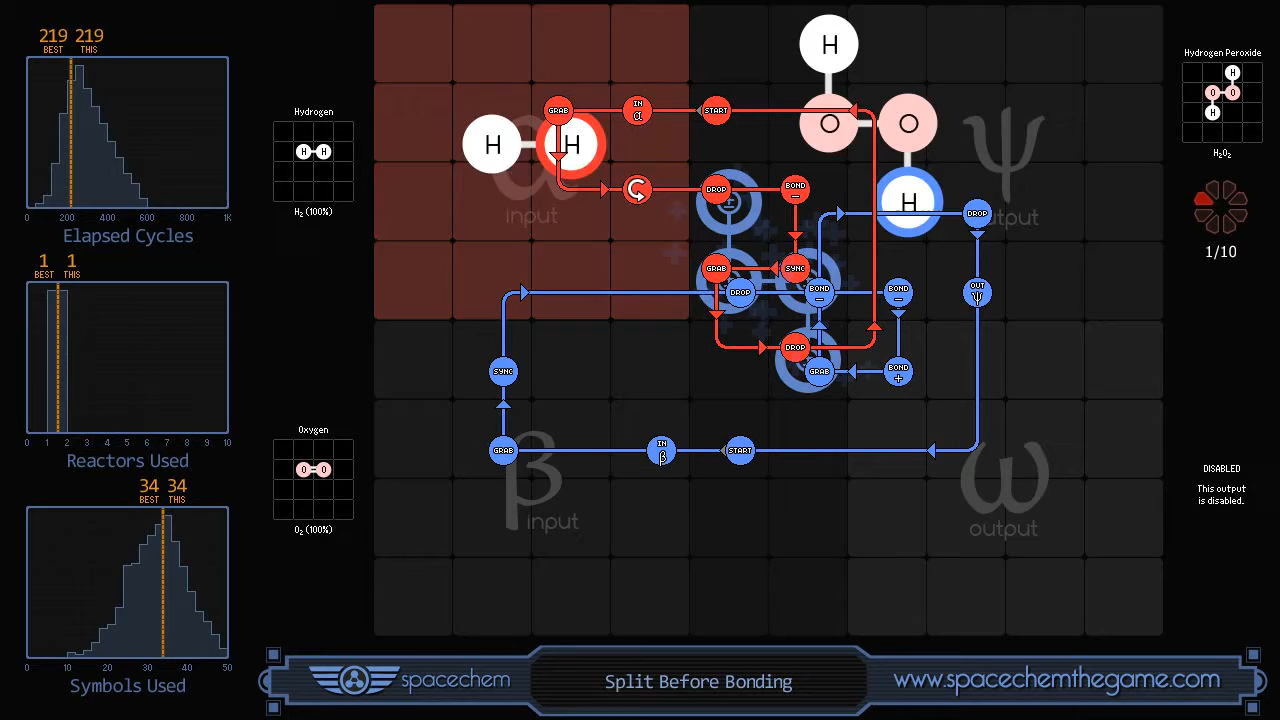 219 219
BEST THIS
0 200 400 600 800 1K
Elapsed Cycles
1 1
BEST THIS
0 1 2 3 4 5 6 7 8 9 10
Reactors Used
34 34
BEST THIS
0 10 20 30 40 50
Symbols Used
Hydrogen
H H
H₂ (100%)
Oxygen
O O
O₂ (100%)
H
GRAB
IN
α
START
O O
H H
α
input
DROP
BOND
-
H
DROP
ψ
output
GRAB
SYNC
DROP
BOND
-
BOND
-
OUT
ψ
SYNC
DROP
GRAB
BOND
+
GRAB
IN
β
START
β
input
ω
output
Hydrogen Peroxide
H
O O
H
H₂O₂
1/10
DISABLED
This output
is disabled.
spacechem
Split Before Bonding
www.spacechemthegame.com